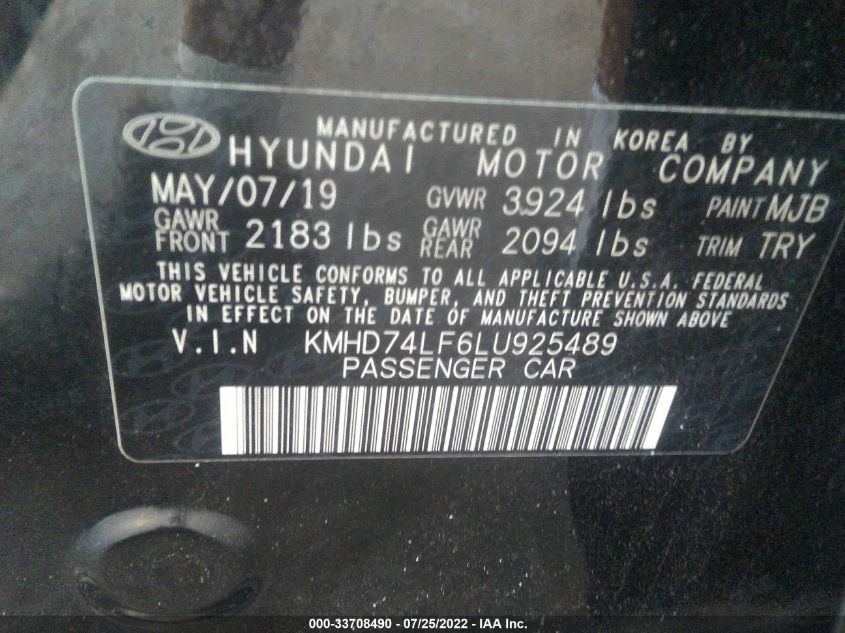 MANUFACTURED IN KOREA BY
HYUNDAI MOTOR COMPANY
MAY/07/19 GVWR 3924 lbs PAINT MJB
GAWR FRONT 2183 lbs GAWR REAR 2094 lbs TRIM TRY
THIS VEHICLE CONFORMS TO ALL APPLICABLE U.S.A. FEDERAL
MOTOR VEHICLE SAFETY, BUMPER, AND THEFT PREVENTION STANDARDS
IN EFFECT ON THE DATE OF MANUFACTURE SHOWN ABOVE
V.I.N KMHD74LF6LU925489
PASSENGER CAR
000-33708490 - 07/25/2022 - IAA Inc.